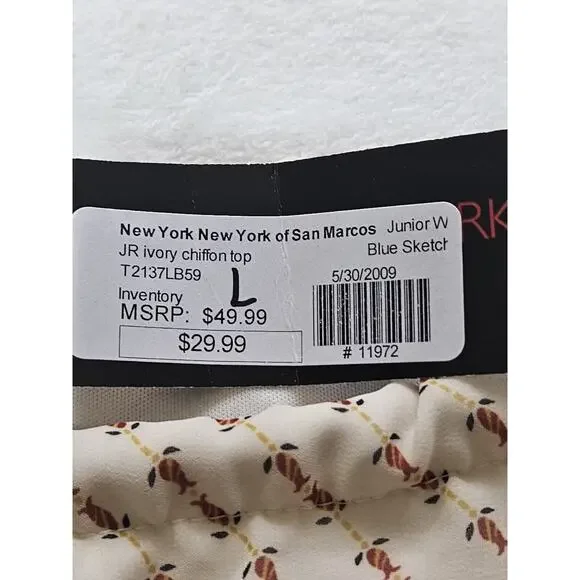 New York New York of San Marcos Junior W
JR ivory chiffon top Blue Sketch
T2137LB59 5/30/2009
Inventory L
MSRP: $49.99
$29.99
# 11972
RK